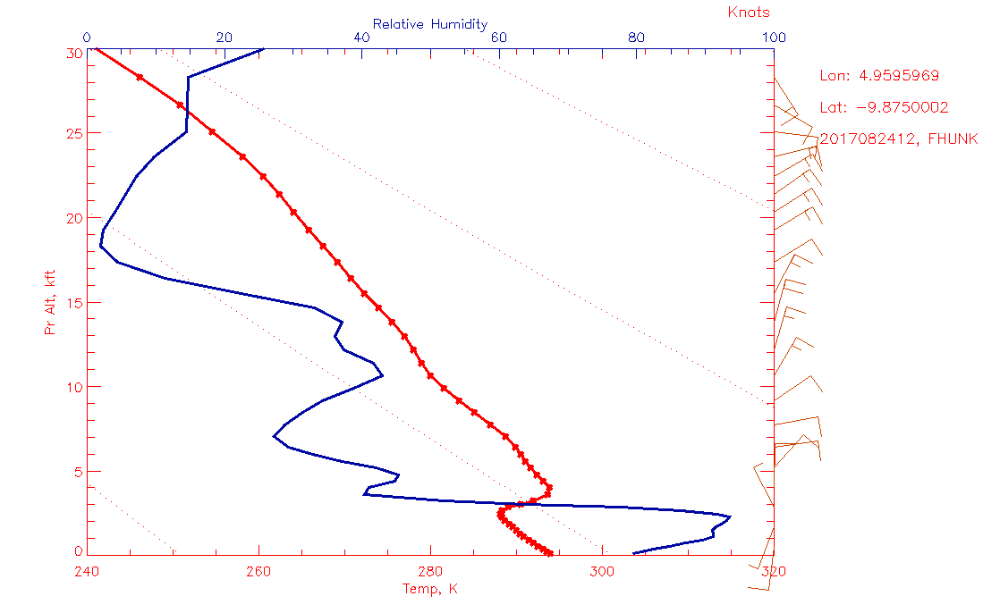 Knots
Relative Humidity
0 20 40 60 80 100
30
25
20
15
10
5
0
Pr Alt, kft
240 260 280 300 320
Temp, K
Lon: 4.9595969
Lat: -9.8750002
2017082412, FHUNK